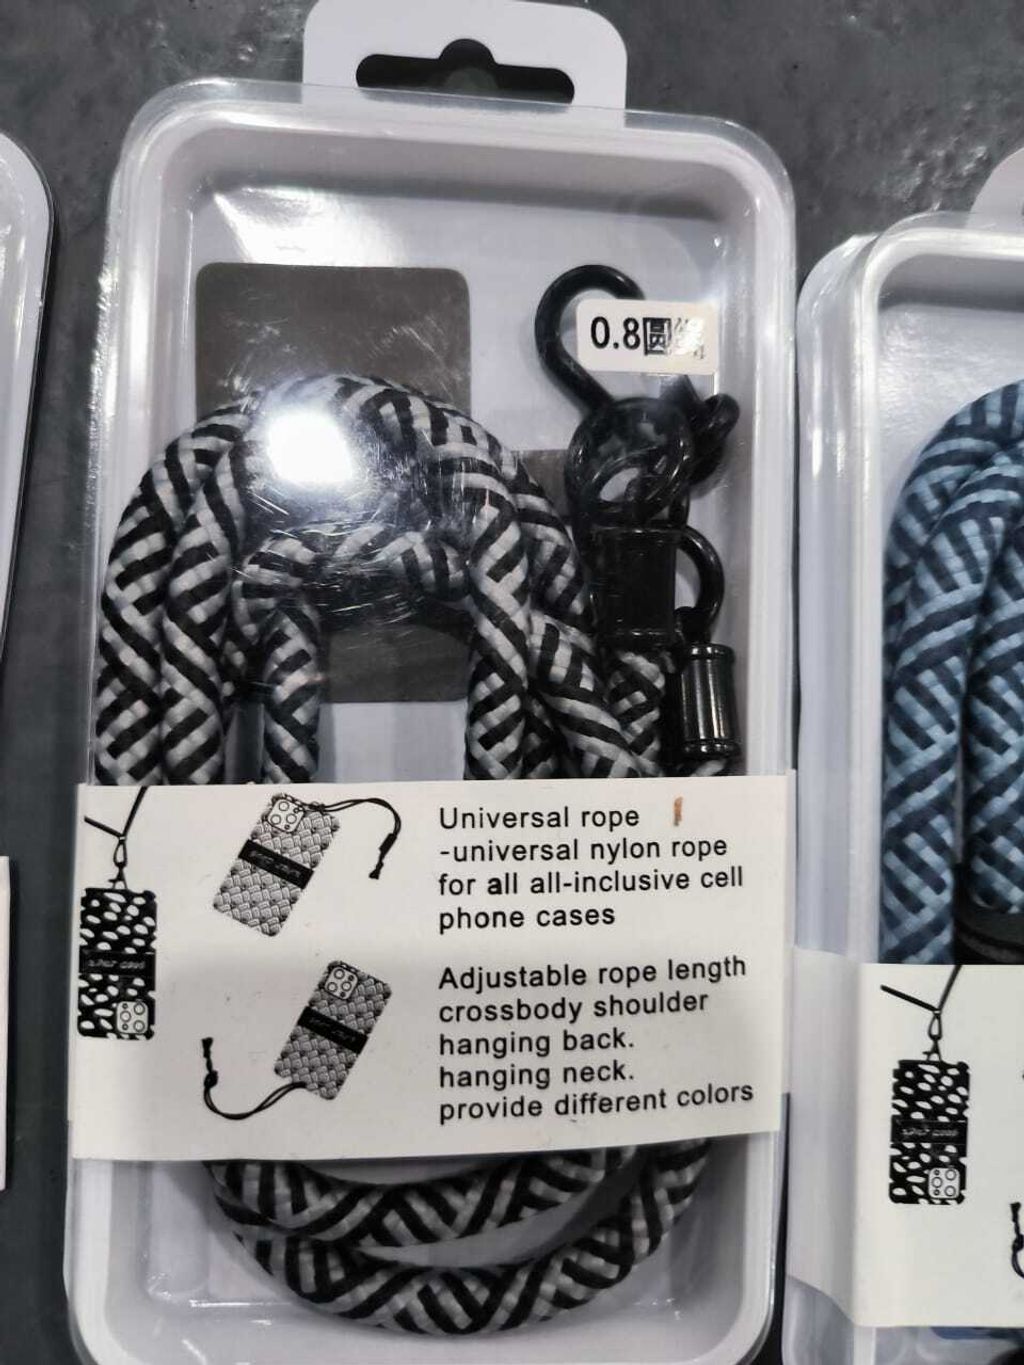 0.8圆
Universal rope
-universal nylon rope
for all all-inclusive cell
phone cases
Adjustable rope length
crossbody shoulder
hanging back.
hanging neck.
provide different colors